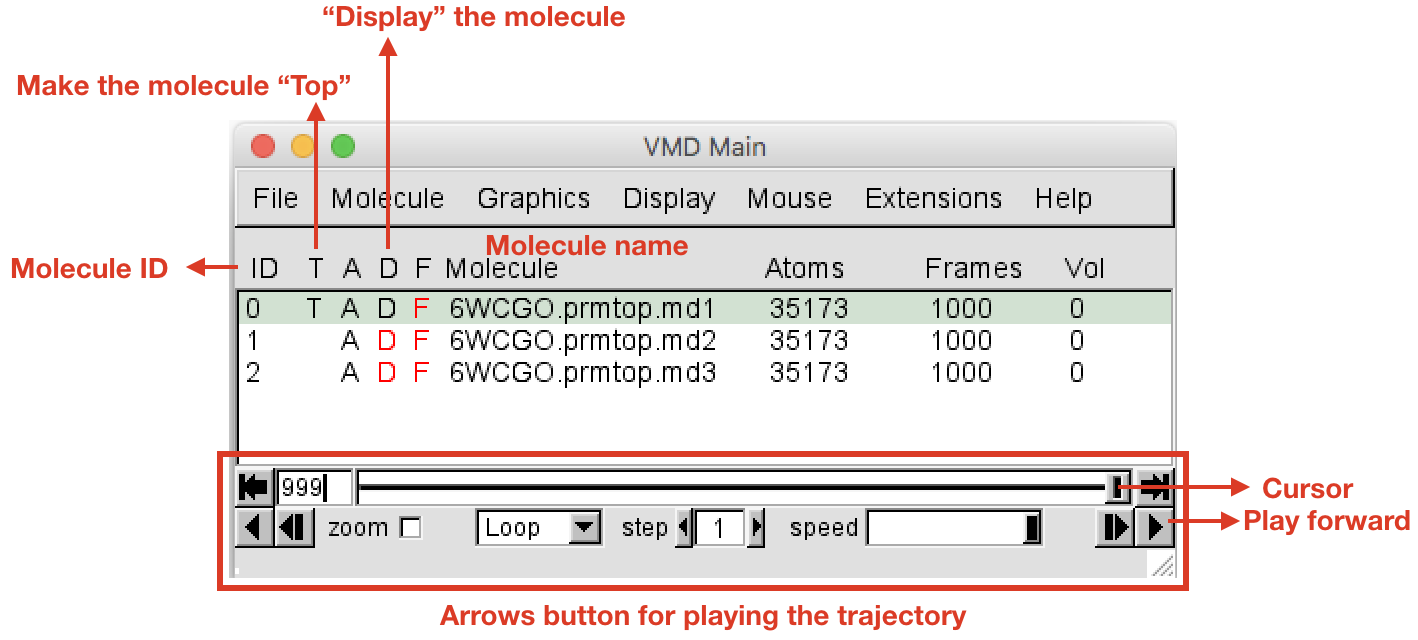 “Display” the molecule
Make the molecule “Top”
VMD Main
File Molecule Graphics Display Mouse Extensions Help
Molecule name
Molecule ID
ID T A D F Molecule Atoms Frames Vol
0 T A D F 6WCGO.prmtop.md1 35173 1000 0
1 A D F 6WCGO.prmtop.md2 35173 1000 0
2 A D F 6WCGO.prmtop.md3 35173 1000 0
999
Cursor
zoom Loop step 1 speed
Play forward
Arrows button for playing the trajectory